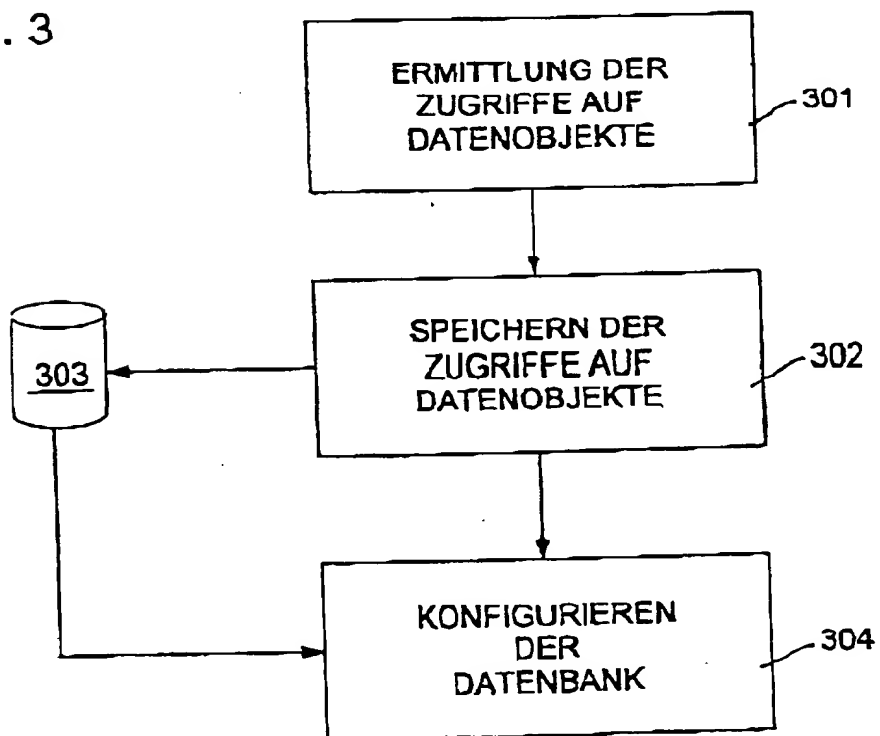 . 3
ERMITTLUNG DER
ZUGRIFFE AUF
DATENOBJEKTE
301
SPEICHERN DER
ZUGRIFFE AUF
DATENOBJEKTE
302
303
KONFIGURIEREN
DER
DATENBANK
304